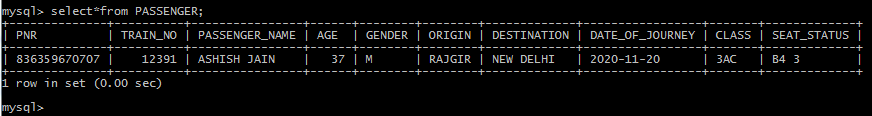 mysql> select*from PASSENGER;
+--------------+----------+----------------+------+--------+--------+-------------+-----------------+-------+-------------+
| PNR          | TRAIN_NO | PASSENGER_NAME | AGE  | GENDER | ORIGIN | DESTINATION | DATE_OF_JOURNEY | CLASS | SEAT_STATUS |
+--------------+----------+----------------+------+--------+--------+-------------+-----------------+-------+-------------+
| 836359670707 |    12391 | ASHISH JAIN    |   37 | M      | RAJGIR | NEW DELHI   | 2020-11-20      | 3AC   | B4 3        |
+--------------+----------+----------------+------+--------+--------+-------------+-----------------+-------+-------------+
1 row in set (0.00 sec)
mysql>